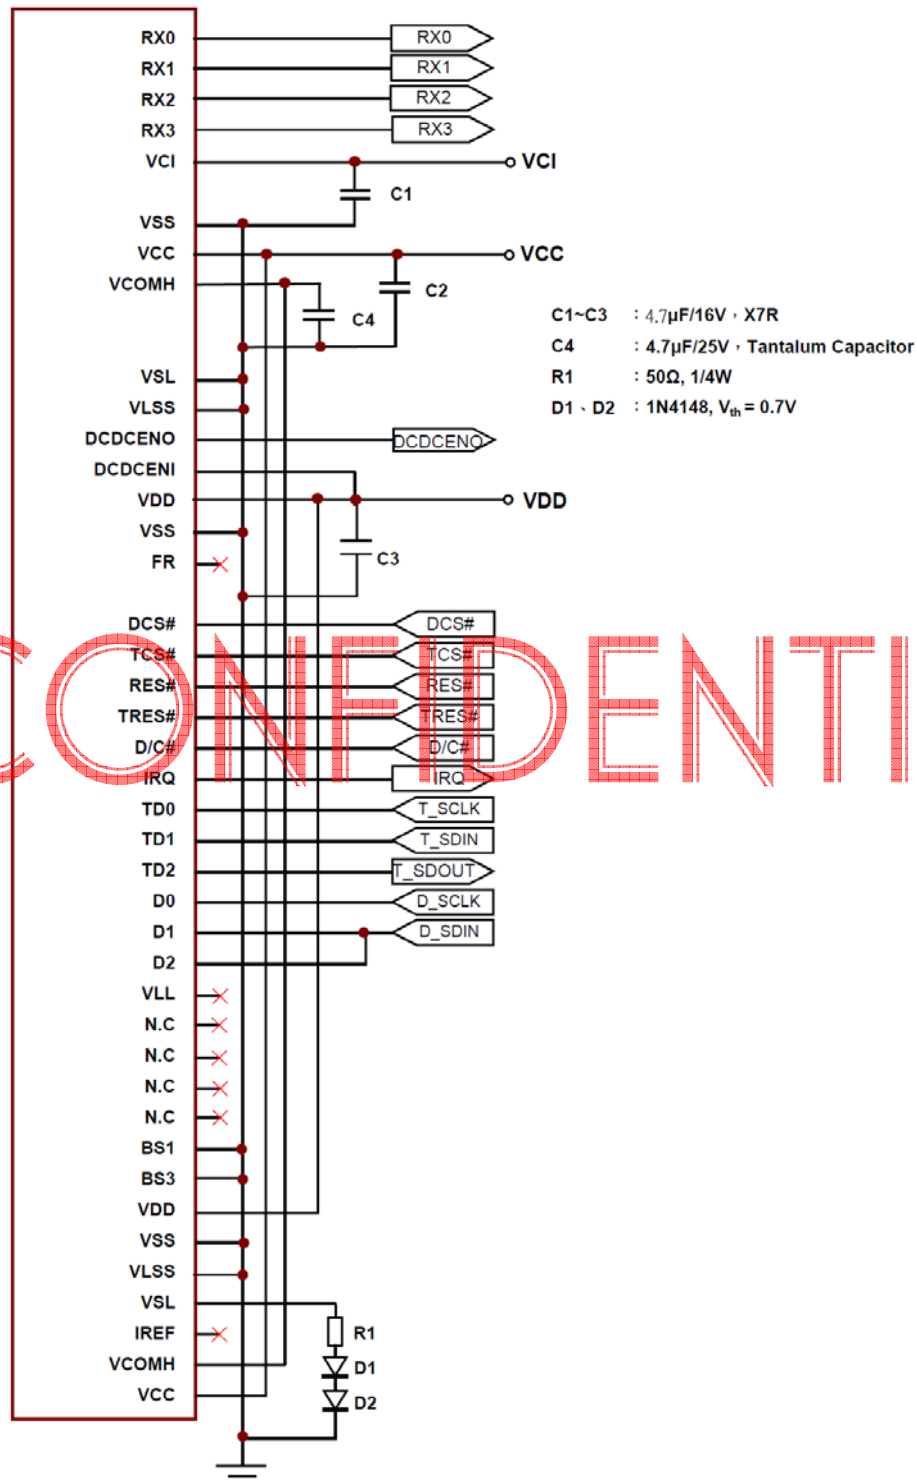 RX0 RX0
RX1 RX1
RX2 RX2
RX3 RX3
VCI VCI
C1
VSS
VCC VCC
VCOMH
C2
C4
C1~C3 : 4.7µF/16V , X7R
C4 : 4.7µF/25V , Tantalum Capacitor
R1 : 50Ω, 1/4W
D1、D2 : 1N4148, Vth = 0.7V
VSL
VLSS
DCDCENO DCDCENO
DCDCENI
VDD VDD
VSS
FR
C3
DCS# DCS#
TCS# TCS#
RES# RES#
TRES# TRES#
D/C# D/C#
IRQ IRQ
CONFIDENTI
TD0 T_SCLK
TD1 T_SDIN
TD2 T_SDOUT
D0 D_SCLK
D1 D_SDIN
D2
VLL
N.C
N.C
N.C
N.C
BS1
BS3
VDD
VSS
VLSS
VSL
IREF
R1
VCOMH
D1
VCC
D2